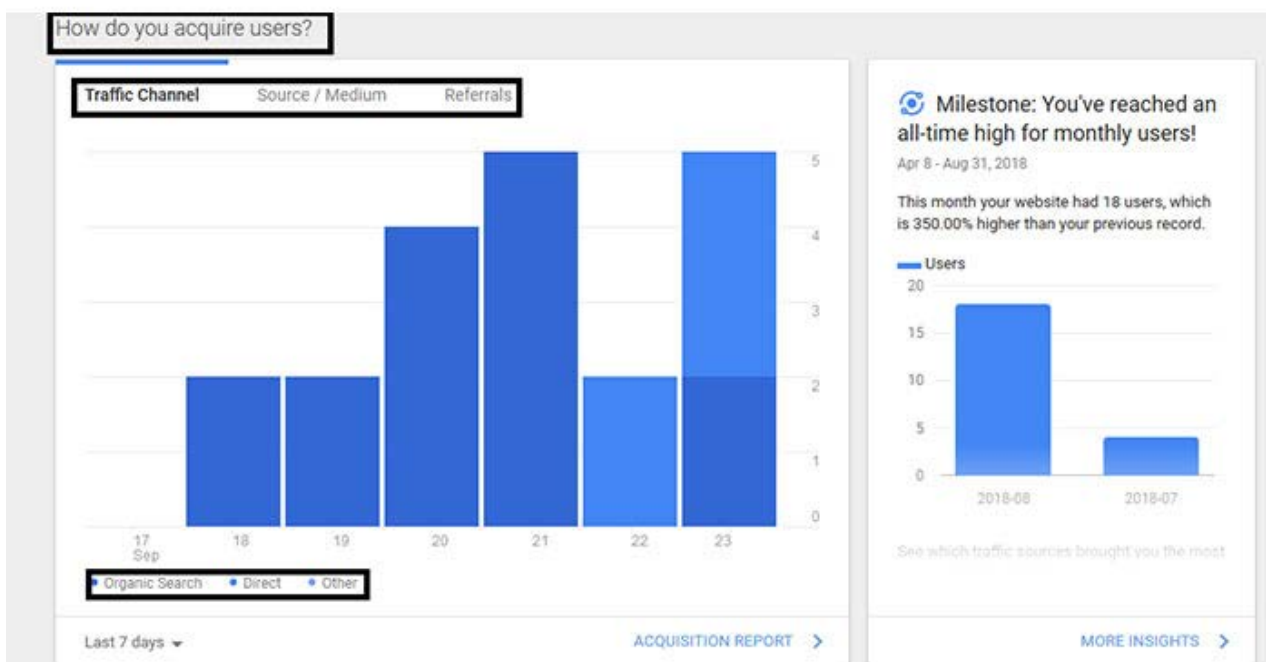 How do you acquire users?
Traffic Channel Source / Medium Referrals
5
4
3
2
1
0
17 18 19 20 21 22 23
Sep
Organic Search Direct Other
Last 7 days ACQUISITION REPORT
Milestone: You've reached an
all-time high for monthly users!
Apr 8 - Aug 31, 2018
This month your website had 18 users, which
is 350.00% higher than your previous record.
Users
20
15
10
5
0
2018-08 2018-07
See which traffic sources brought you the most
MORE INSIGHTS